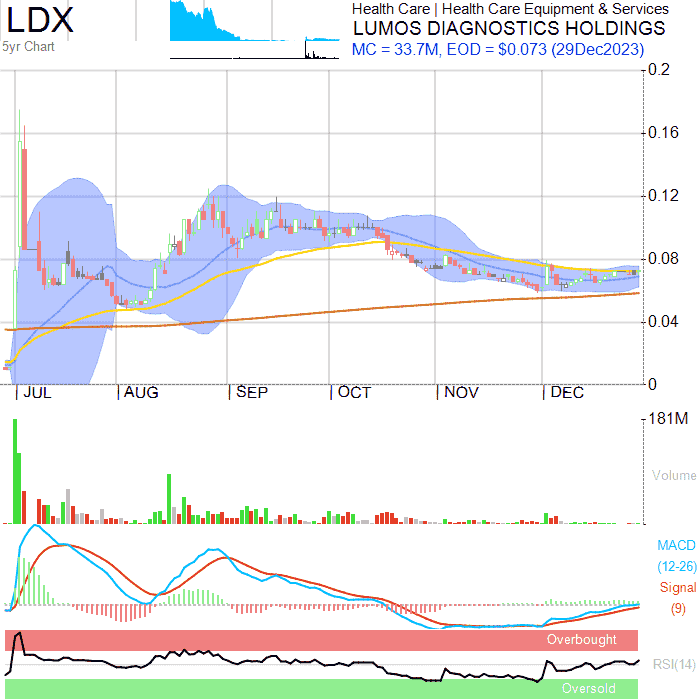 LDX
5yr Chart
Health Care | Health Care Equipment & Services
LUMOS DIAGNOSTICS HOLDINGS
MC = 33.7M, EOD = $0.073 (29Dec2023)
0.2
0.16
0.12
0.08
0.04
0
JUL
AUG
SEP
OCT
NOV
DEC
181M
Volume
MACD
(12-26)
Signal
(9)
Overbought
RSI(14)
Oversold